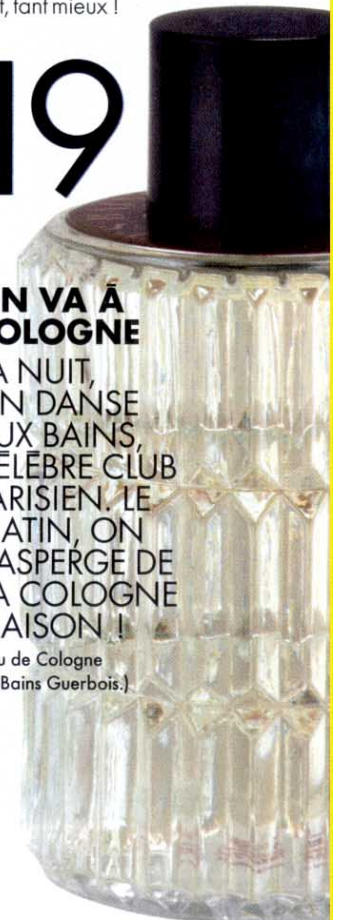 t, tant mieux !
19
N VA À
OLOGNE
A NUIT,
N DANSE
UX BAINS,
ÉLÈBRE CLUB
ARISIEN. LE
ATIN, ON
ASPERGE DE
A COLOGNE
AISON !
u de Cologne
Bains Guerbois.)